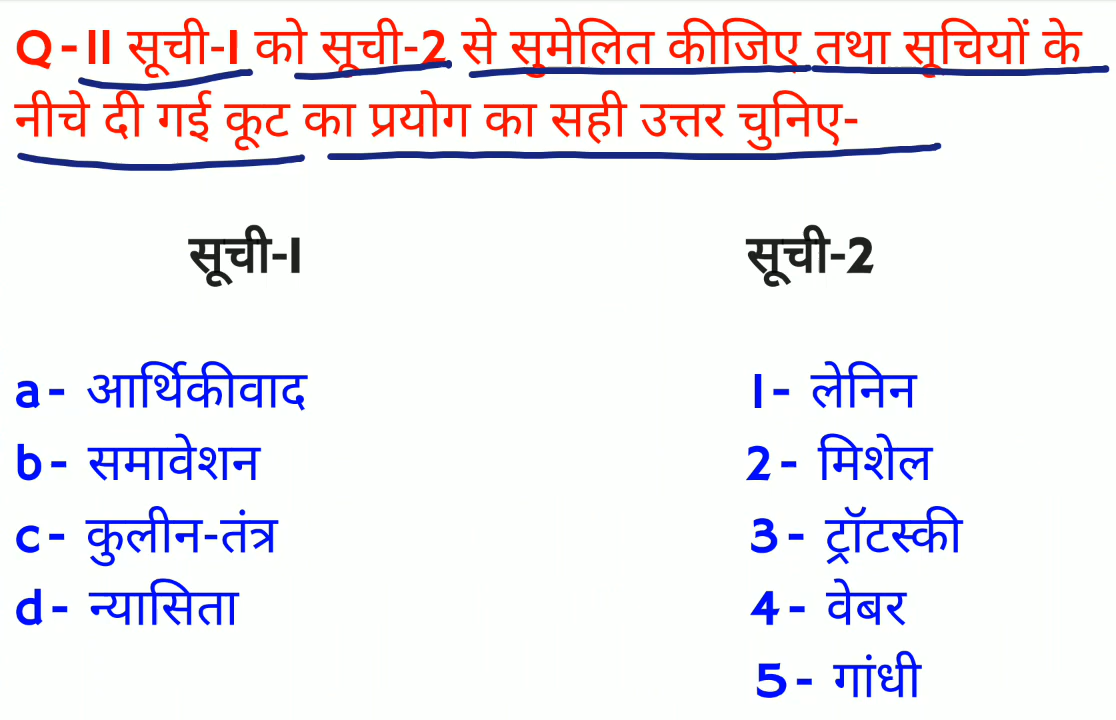 Q-11 सूची-1 को सूची-2 से सुमेलित कीजिए तथा सूचियों के
नीचे दी गई कूट का प्रयोग का सही उत्तर चुनिए-
सूची-1 सूची-2
a- आर्थिकीवाद 1- लेनिन
b- समावेशन 2- मिशेल
c- कुलीन-तंत्र 3- ट्रॉटस्की
d- न्यासिता 4- वेबर
5- गांधी